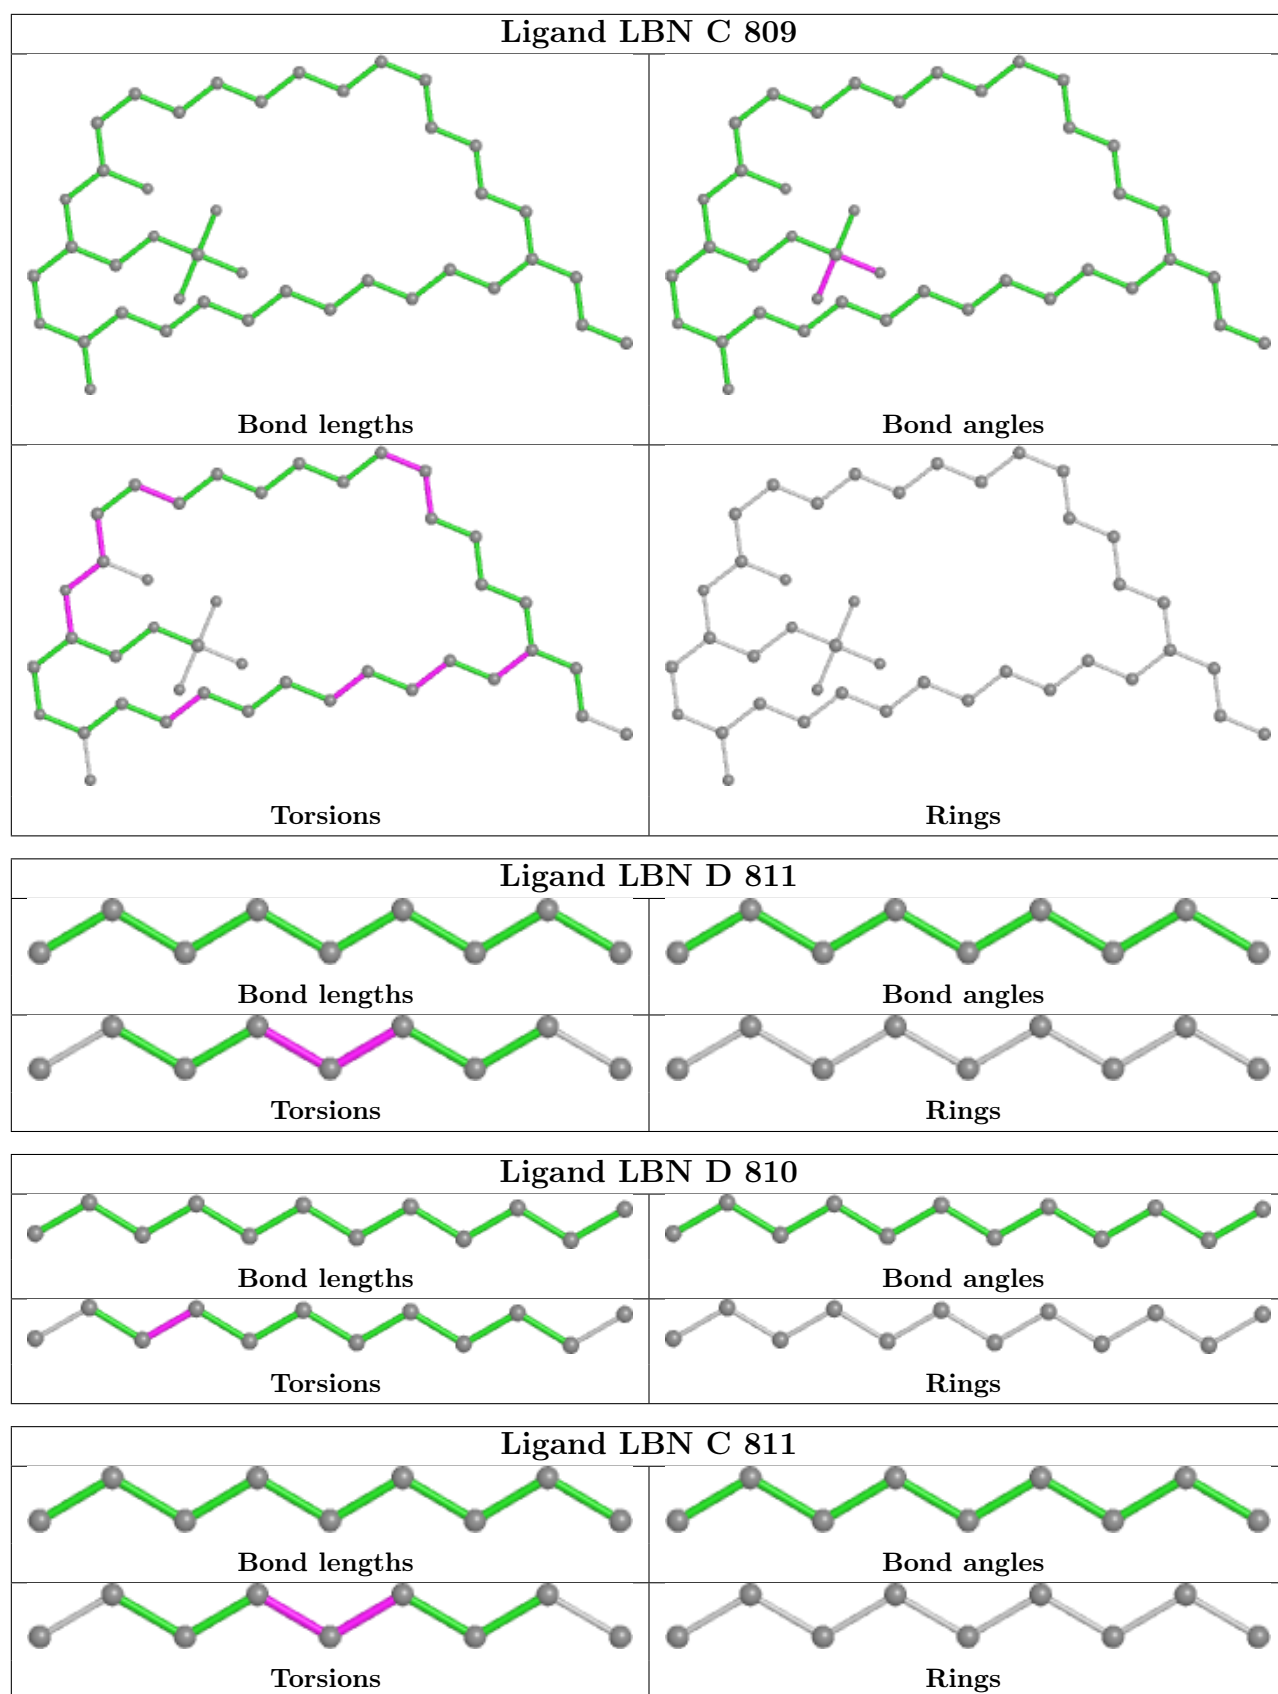 Ligand LBN C 809
Bond lengths
Bond angles
Torsions
Rings
Ligand LBN D 811
Bond lengths
Bond angles
Torsions
Rings
Ligand LBN D 810
Bond lengths
Bond angles
Torsions
Rings
Ligand LBN C 811
Bond lengths
Bond angles
Torsions
Rings